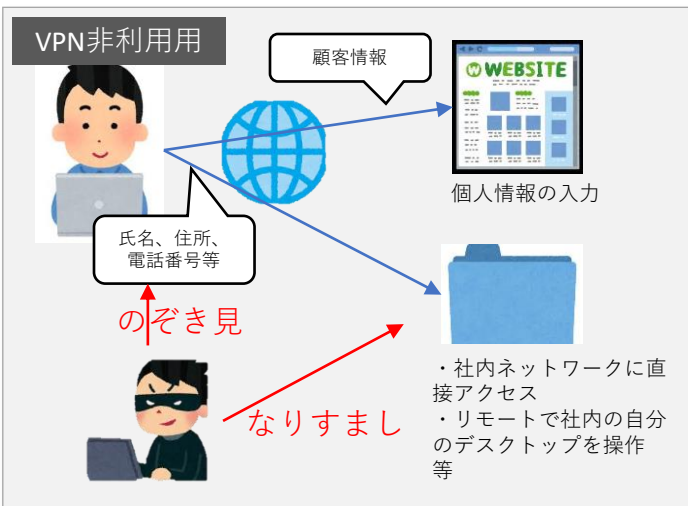 VPN非利用用
顧客情報
WEBSITE
個人情報の入力
氏名、住所、
電話番号等
のぞき見
なりすまし
・社内ネットワークに直
接アクセス
・リモートで社内の自分
のデスクトップを操作
等